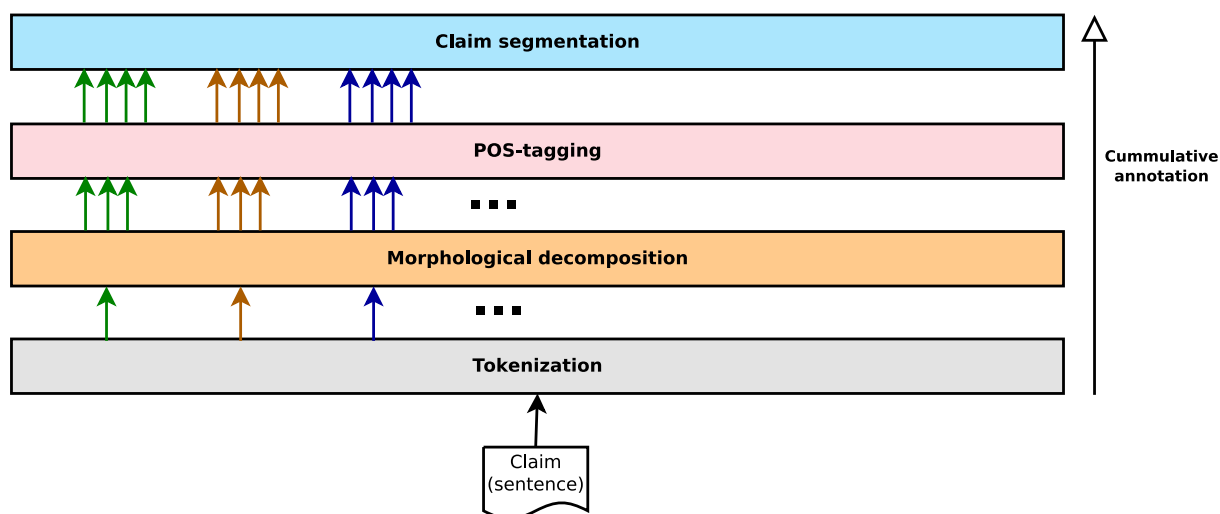 Claim segmentation
POS-tagging
Cummulative
annotation
Morphological decomposition
Tokenization
Claim
(sentence)